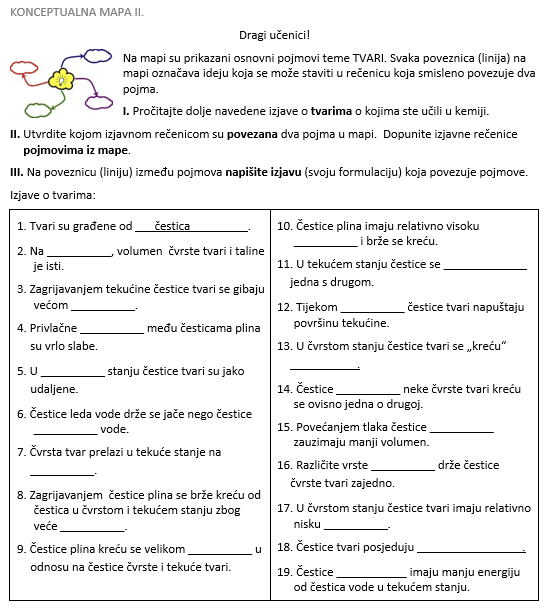 KONCEPTUALNA MAPA II.
Dragi učenici!
Na mapi su prikazani osnovni pojmovi teme TVARI. Svaka poveznica (linija) na
mapi označava ideju koja se može staviti u rečenicu koja smisleno povezuje dva
pojma.
I. Pročitajte dolje navedene izjave o tvarima o kojima ste učili u kemiji.
II. Utvrdite kojom izjavnom rečenicom su povezana dva pojma u mapi. Dopunite izjavne rečenice
pojmovima iz mape.
III. Na poveznicu (liniju) između pojmova napišite izjavu (svoju formulaciju) koja povezuje pojmove.
Izjave o tvarima:
1. Tvari su građene od ___čestica_________.
2. Na __________, volumen čvrste tvari i taline
je isti.
3. Zagrijavanjem tekućine čestice tvari se gibaju
većom __________.
4. Privlačne __________ među česticama plina
su vrlo slabe.
5. U __________ stanju čestice tvari su jako
udaljene.
6. Čestice leda vode drže se jače nego čestice
__________ vode.
7. Čvrsta tvar prelazi u tekuće stanje na
__________.
8. Zagrijavanjem čestice plina se brže kreću od
čestica u čvrstom i tekućem stanju zbog
veće __________.
9. Čestice plina kreću se velikom __________ u
odnosu na čestice čvrste i tekuće tvari.
10. Čestice plina imaju relativno visoku
__________ i brže se kreću.
11. U tekućem stanju čestice se _____________
jedna s drugom.
12. Tijekom __________ čestice tvari napuštaju
površinu tekućine.
13. U čvrstom stanju čestice tvari se „kreću“
__________.
14. Čestice __________ neke čvrste tvari kreću
se ovisno jedna o drugoj.
15. Povećanjem tlaka čestice __________
zauzimaju manji volumen.
16. Različite vrste __________ drže čestice
čvrste tvari zajedno.
17. U čvrstom stanju čestice tvari imaju relativno
nisku __________.
18. Čestice tvari posjeduju ________________.
19. Čestice ___________ imaju manju energiju
od čestica vode u tekućem stanju.